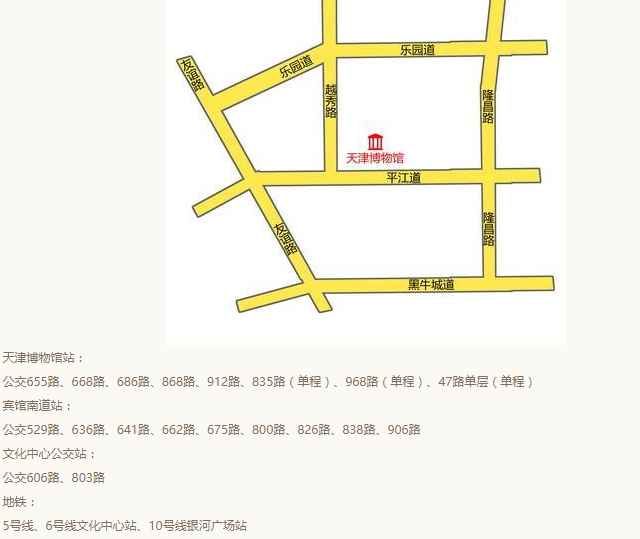 乐园道
乐园道
友谊路
越秀路
隆昌路
天津博物馆
平江道
友谊路
隆昌路
黑牛城道
天津博物馆站：
公交655路、668路、686路、868路、912路、835路（单程）、968路（单程）、47路单层（单程）
宾馆南道站：
公交529路、636路、641路、662路、675路、800路、826路、838路、906路
文化中心公交站：
公交606路、803路
地铁：
5号线、6号线文化中心站、10号线银河广场站